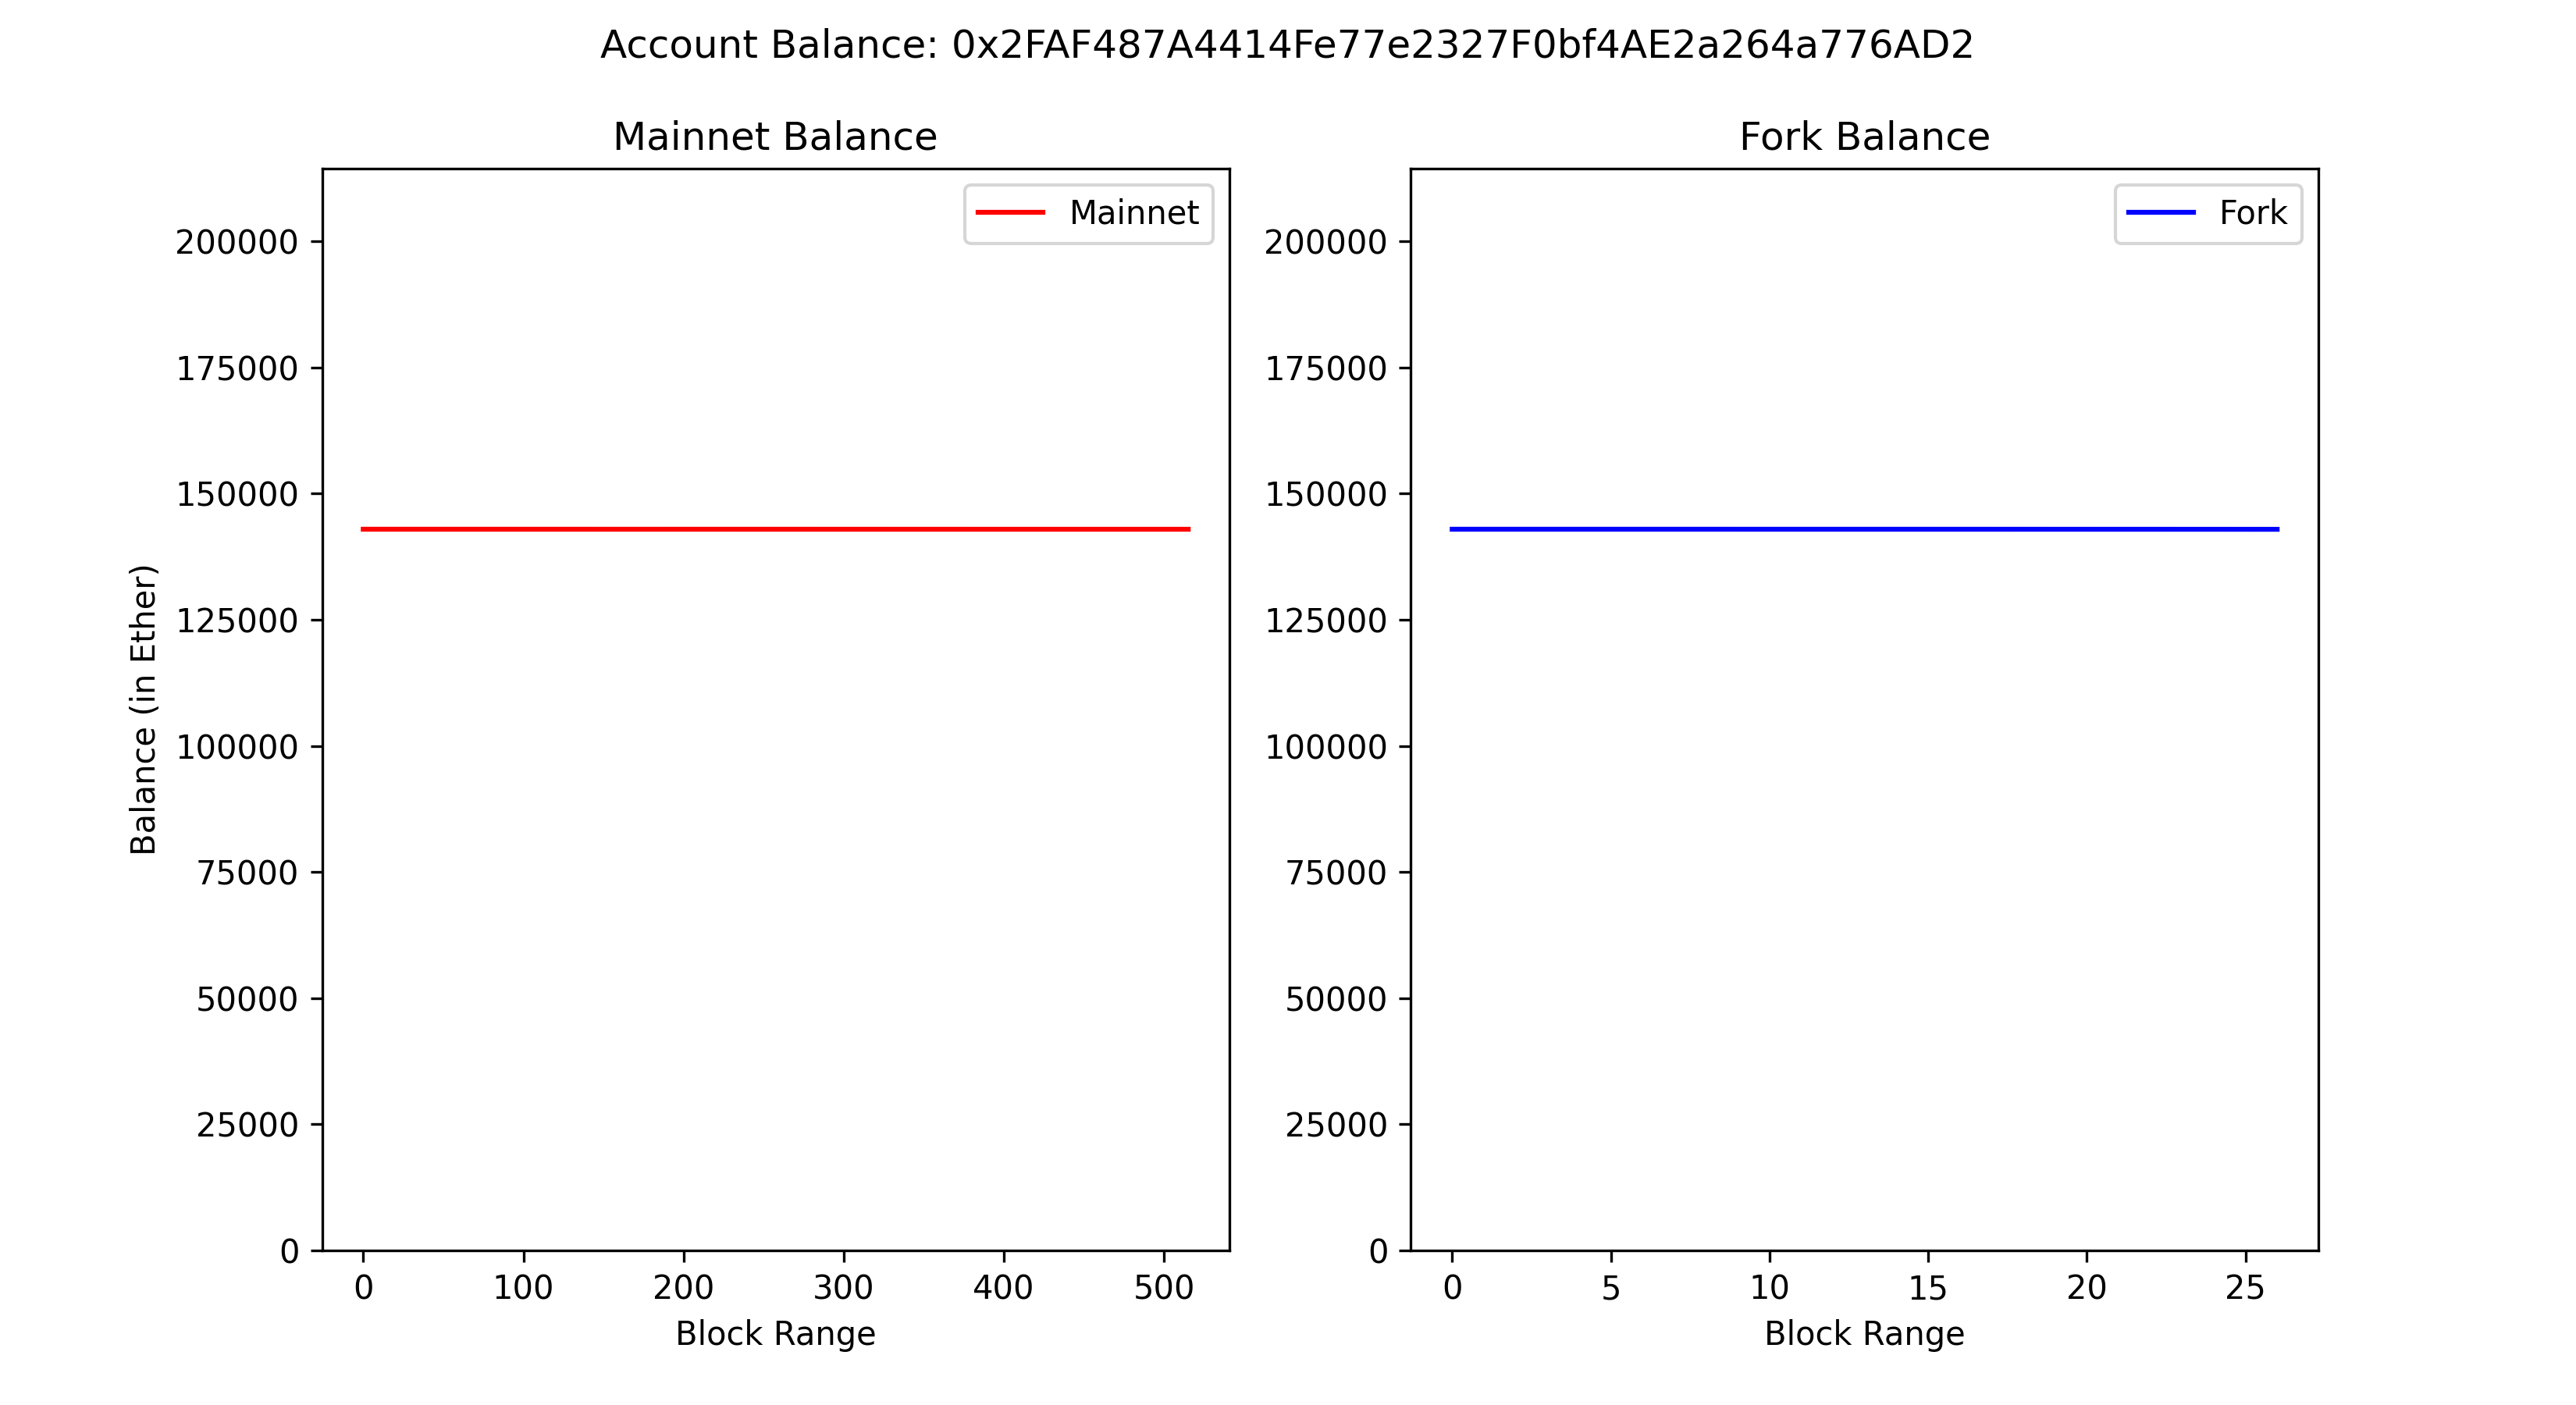 Account Balance: 0x2FAF487A4414Fe77e2327F0bf4AE2a264a776AD2
Mainnet Balance
Mainnet
200000
175000
150000
125000
100000
75000
50000
25000
0
Balance (in Ether)
0 100 200 300 400 500
Block Range
Fork Balance
Fork
200000
175000
150000
125000
100000
75000
50000
25000
0
0 5 10 15 20 25
Block Range